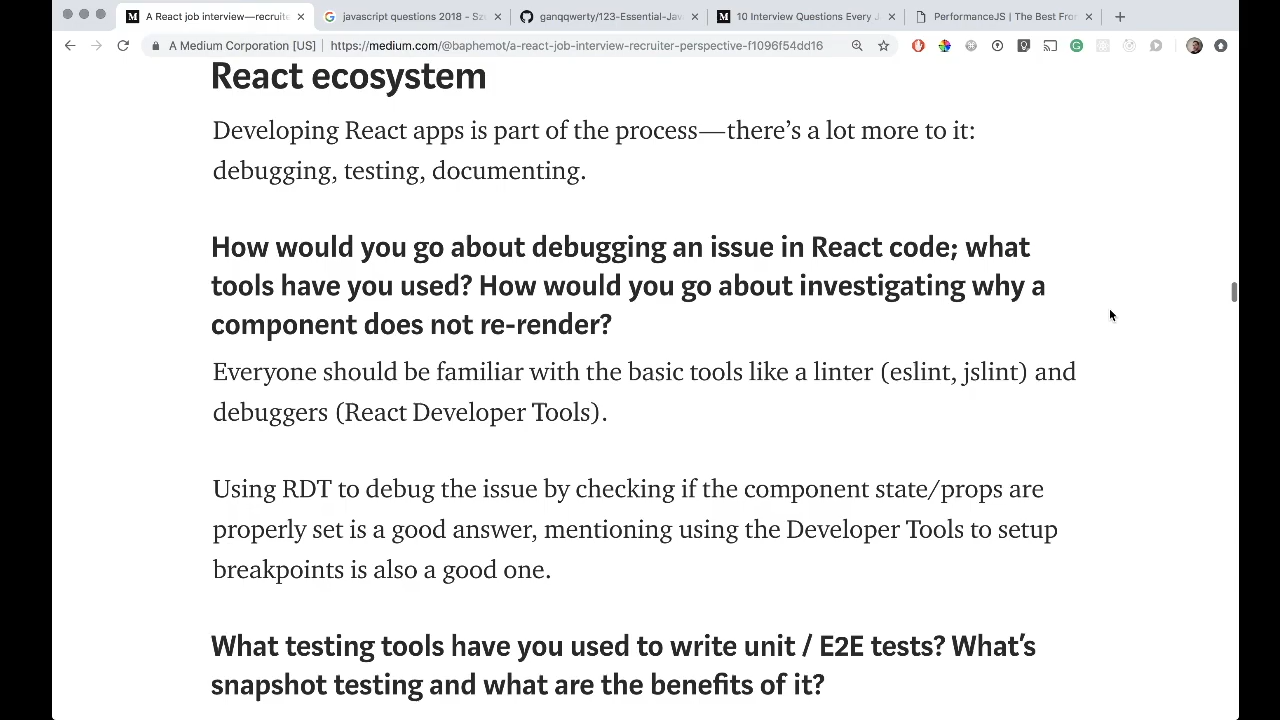 A React job interview—recruite
javascript questions 2018 - Sz
ganqqwerty/123-Essential-Jav
10 Interview Questions Every J
PerformanceJS | The Best Fron
A Medium Corporation [US] | https://medium.com/@baphemot/a-react-job-interview-recruiter-perspective-f1096f54dd16
React ecosystem
Developing React apps is part of the process—there’s a lot more to it:
debugging, testing, documenting.
How would you go about debugging an issue in React code; what
tools have you used? How would you go about investigating why a
component does not re-render?
Everyone should be familiar with the basic tools like a linter (eslint, jslint) and
debuggers (React Developer Tools).
Using RDT to debug the issue by checking if the component state/props are
properly set is a good answer, mentioning using the Developer Tools to setup
breakpoints is also a good one.
What testing tools have you used to write unit / E2E tests? What’s
snapshot testing and what are the benefits of it?